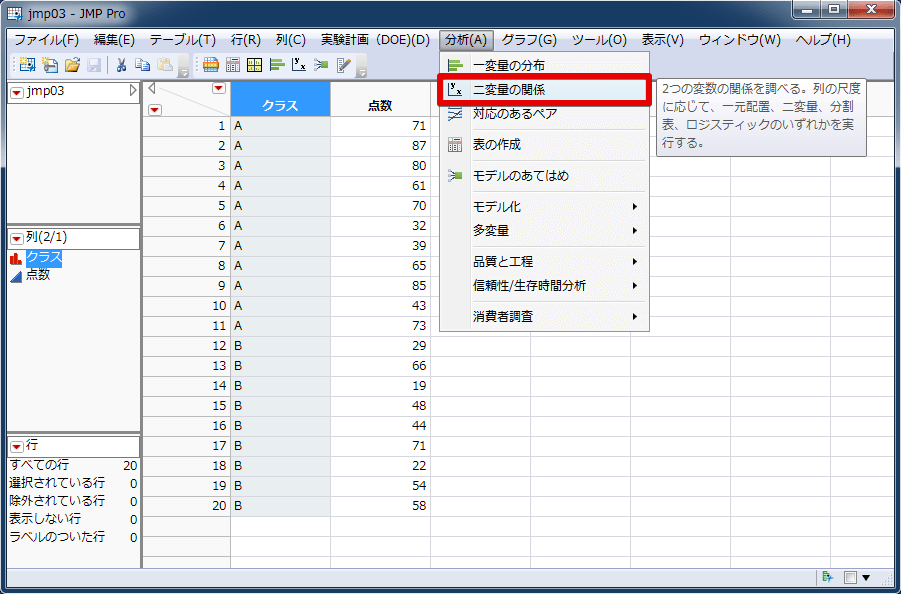 jmp03 - JMP Pro
ファイル(F) 編集(E) テーブル(T) 行(R) 列(C) 実験計画 (DOE)(D) 分析(A) グラフ(G) ツール(O) 表示(V) ウィンドウ(W) ヘルプ(H)
jmp03
列(2/1)
クラス
点数
行
すべての行 20
選択されている行 0
除外されている行 0
表示しない行 0
ラベルのついた行 0
クラス 点数
1 A 71
2 A 87
3 A 80
4 A 61
5 A 70
6 A 32
7 A 39
8 A 65
9 A 85
10 A 43
11 A 73
12 B 29
13 B 66
14 B 19
15 B 48
16 B 44
17 B 71
18 B 22
19 B 54
20 B 58
一変量の分布
二変量の関係
対応のあるペア
表の作成
モデルのあてはめ
モデル化
多変量
品質と工程
信頼性/生存時間分析
消費者調査
2つの変数の関係を調べる。列の尺度
に応じて、一元配置、二変量、分割
表、ロジスティックのいずれかを実
行する。